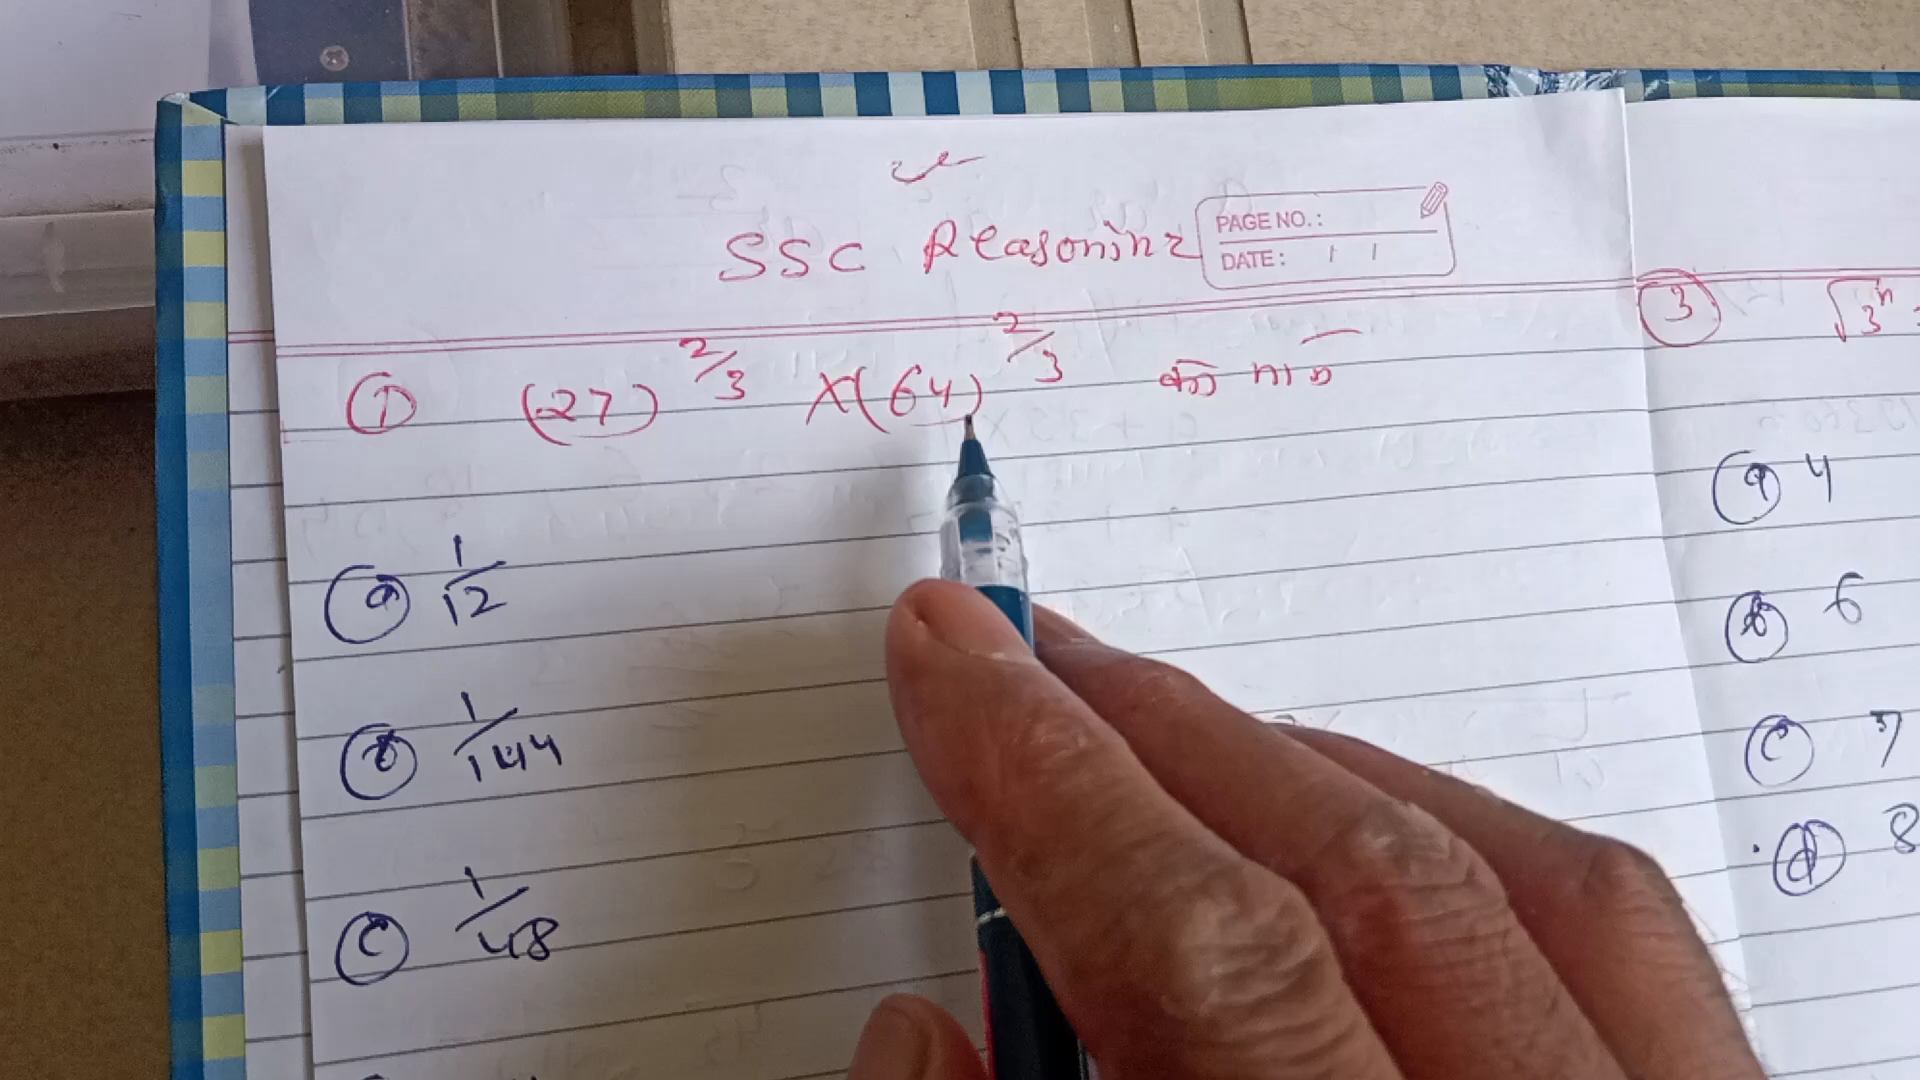 SSC Reasoning
PAGE NO.:
DATE: / /
① (27)^2/3 X(64)^2/3 का मान
ⓐ 1/12
ⓑ 1/144
ⓒ 1/48
③ √3^n =
ⓐ 4
ⓑ 6
ⓒ 7
ⓓ 8